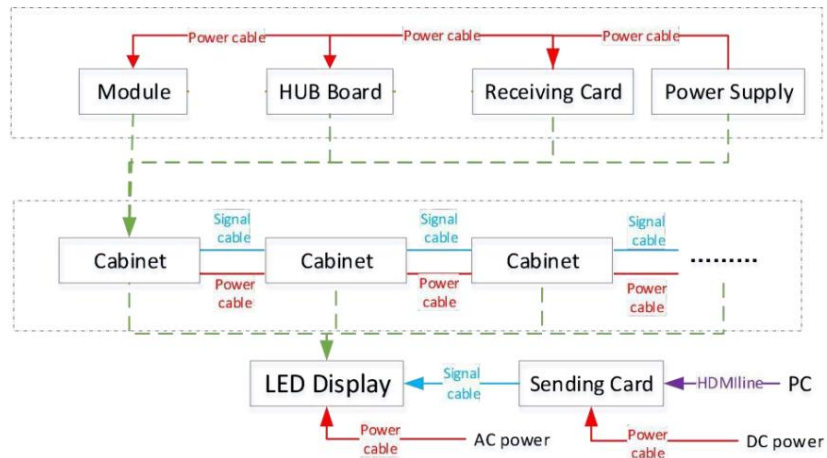 Power cable
Power cable
Power cable
Module
HUB Board
Receiving Card
Power Supply
Signal
cable
Signal
cable
Signal
cable
Cabinet
Cabinet
Cabinet
.........
Power
cable
Power
cable
Power
cable
LED Display
Signal
cable
Sending Card
HDMIline
PC
Power
cable
AC power
Power
cable
DC power